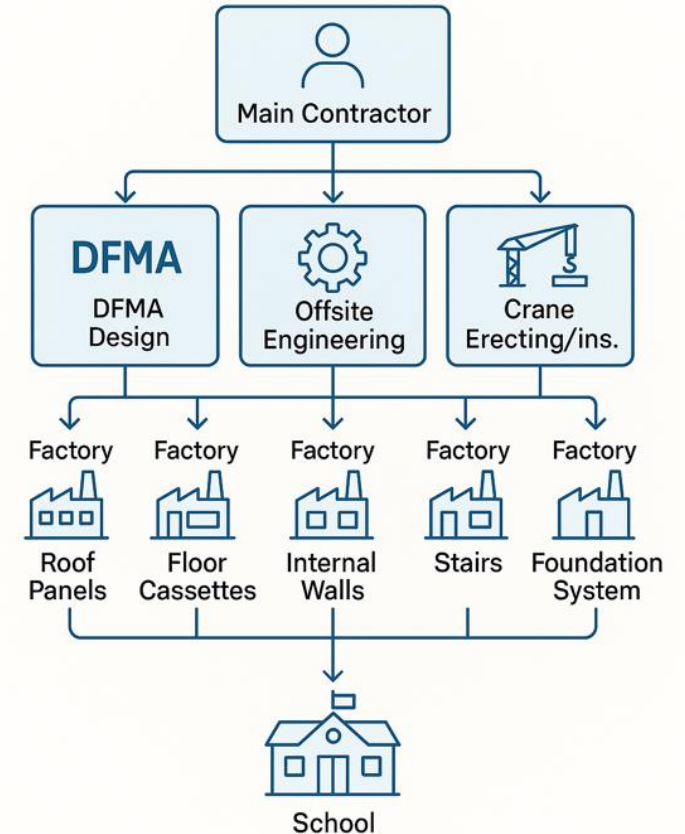 Main Contractor
DFMA
DFMA
Design
Offsite
Engineering
Crane
Erecting/ins.
Factory
Roof
Panels
Factory
Floor
Cassettes
Factory
Internal
Walls
Factory
Stairs
Factory
Foundation
System
School